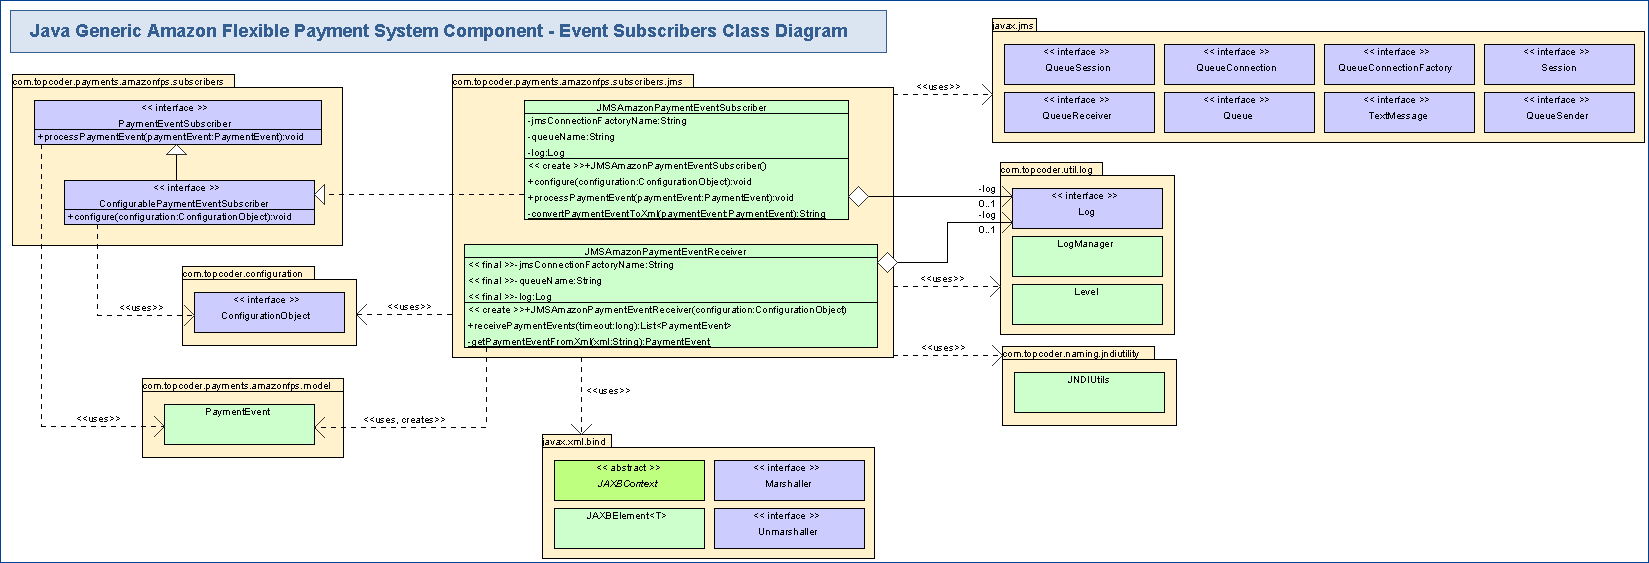 Java Generic Amazon Flexible Payment System Component - Event Subscribers Class Diagram
com.topcoder.payments.amazonfps.subscribers
<< interface >>
PaymentEventSubscriber
+processPaymentEvent(paymentEvent:PaymentEvent):void
<< interface >>
ConfigurablePaymentEventSubscriber
+configure(configuration:ConfigurationObject):void
com.topcoder.payments.amazonfps.subscribers.jms
JMSAmazonPaymentEventSubscriber
-jmsConnectionFactoryName:String
-queueName:String
-log:Log
<< create >>+JMSAmazonPaymentEventSubscriber()
+configure(configuration:ConfigurationObject):void
+processPaymentEvent(paymentEvent:PaymentEvent):void
-convertPaymentEventToXml(paymentEvent:PaymentEvent):String
JMSAmazonPaymentEventReceiver
<< final >>-jmsConnectionFactoryName:String
<< final >>-queueName:String
<< final >>-log:Log
<< create >>+JMSAmazonPaymentEventReceiver(configuration:ConfigurationObject)
+receivePaymentEvents(timeout:long):List<PaymentEvent>
-getPaymentEventFromXml(xml:String):PaymentEvent
<<uses>>
javax.jms
<< interface >>
QueueSession
<< interface >>
QueueConnection
<< interface >>
QueueConnectionFactory
<< interface >>
Session
<< interface >>
QueueReceiver
<< interface >>
Queue
<< interface >>
TextMessage
<< interface >>
QueueSender
com.topcoder.util.log
-log
0..1
-log
0..1
<< interface >>
Log
LogManager
Level
<<uses>>
<<uses>>
com.topcoder.naming.jndiutility
JNDIUtils
com.topcoder.configuration
<< interface >>
ConfigurationObject
<<uses>>
<<uses>>
com.topcoder.payments.amazonfps.model
PaymentEvent
<<uses>>
<<uses, creates>>
<<uses>>
javax.xml.bind
<< abstract >>
JAXBContext
<< interface >>
Marshaller
JAXBElement<T>
<< interface >>
Unmarshaller